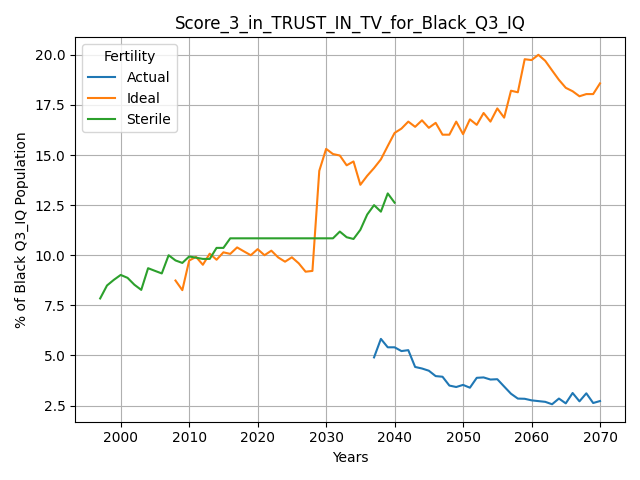 Score_3_in_TRUST_IN_TV_for_Black_Q3_IQ
Fertility
Actual
Ideal
Sterile
% of Black Q3_IQ Population
20.0
17.5
15.0
12.5
10.0
7.5
5.0
2.5
2000 2010 2020 2030 2040 2050 2060 2070
Years